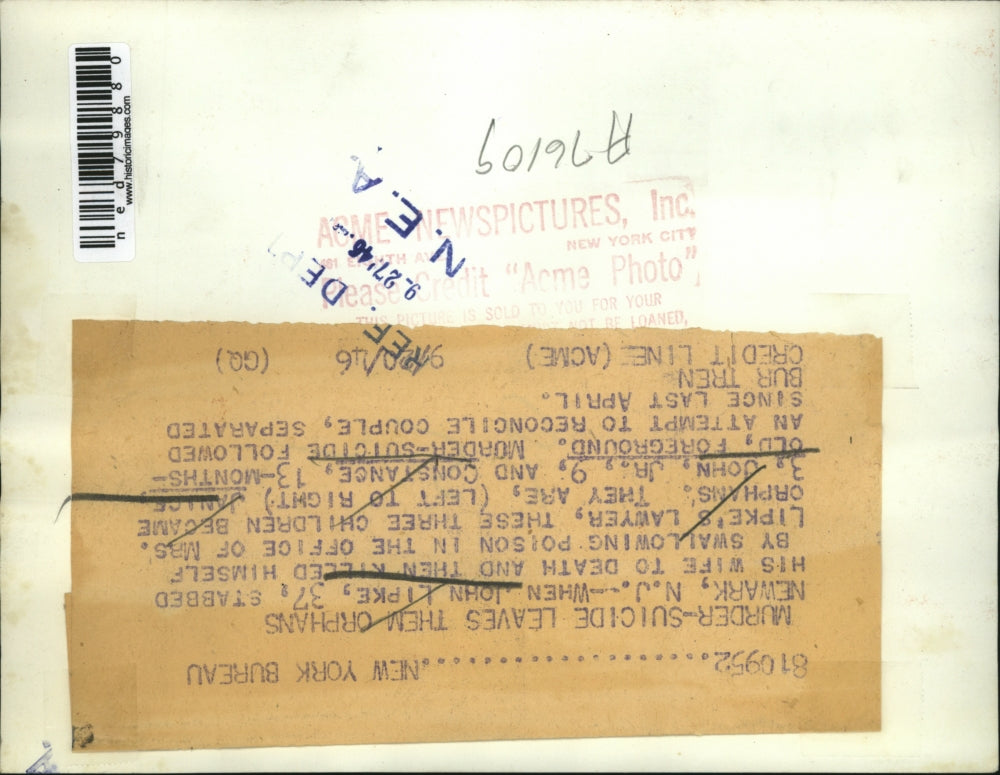 ned79880
www.historicimages.com
A76109
ACME NEWSPICTURES, Inc.
NEW YORK CITY
Please Credit "Acme Photo"
THIS PICTURE IS SOLD TO YOU FOR YOUR
NOT BE LOANED,
N. E. A
9-27'46
REF. DEPT
810952......................NEW YORK BUREAU
MURDER-SUICIDE LEAVES THEM ORPHANS
NEWARK, N.J.--WHEN JOHN LIPKE, 37, STABBED
HIS WIFE TO DEATH AND THEN KILLED HIMSELF
BY SWALLOWING POISON IN THE OFFICE OF MRS.
LIPKE'S LAWYER, THESE THREE CHILDREN BECAME
ORPHANS. THEY ARE, (LEFT TO RIGHT) JANICE
3, JOHN, JR., 9, AND CONSTANCE, 13-MONTHS-
OLD, FOREGROUND. MURDER-SUICIDE FOLLOWED
AN ATTEMPT TO RECONCILE COUPLE, SEPARATED
SINCE LAST APRIL.
BUR TREN
CREDIT LINE (ACME) /46 (GQ)